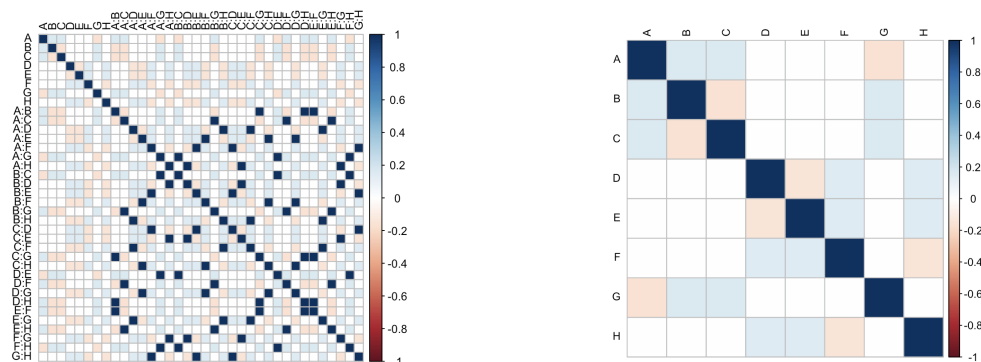 A
B
C
D
E
F
G
H
A:B
A:C
A:D
A:E
A:F
A:G
A:H
B:C
B:D
B:E
B:F
B:G
B:H
C:D
C:E
C:F
C:G
C:H
D:E
D:F
D:G
D:H
E:F
E:G
E:H
F:G
F:H
G:H
A
B
C
D
E
F
G
H
A:B
A:C
A:D
A:E
A:F
A:G
A:H
B:C
B:D
B:E
B:F
B:G
B:H
C:D
C:E
C:F
C:G
C:H
D:E
D:F
D:G
D:H
E:F
E:G
E:H
F:G
F:H
G:H
1
0.8
0.6
0.4
0.2
0
-0.2
-0.4
-0.6
-0.8
A B C D E F G H
A
B
C
D
E
F
G
H
1
0.8
0.6
0.4
0.2
0
-0.2
-0.4
-0.6
-0.8
-1